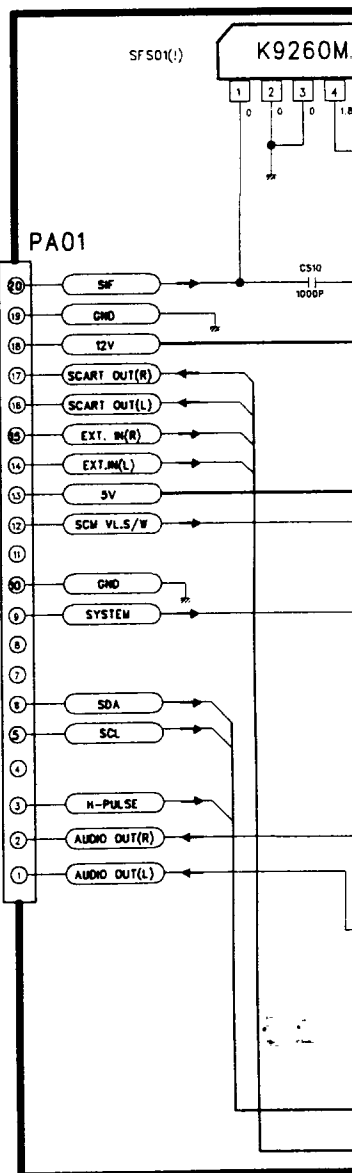 SFS01(!)
K9260M
1 2 3 4
0 0 0 1.8
PA01
C510
1000P
20 SIF
19 GND
18 12V
17 SCART OUT(R)
16 SCART OUT(L)
15 EXT. IN(R)
14 EXT.IN(L)
13 5V
12 SCM VL.S/W
11
10 GND
9 SYSTEM
8
7
6 SDA
5 SCL
4
3 H-PULSE
2 AUDIO OUT(R)
1 AUDIO OUT(L)